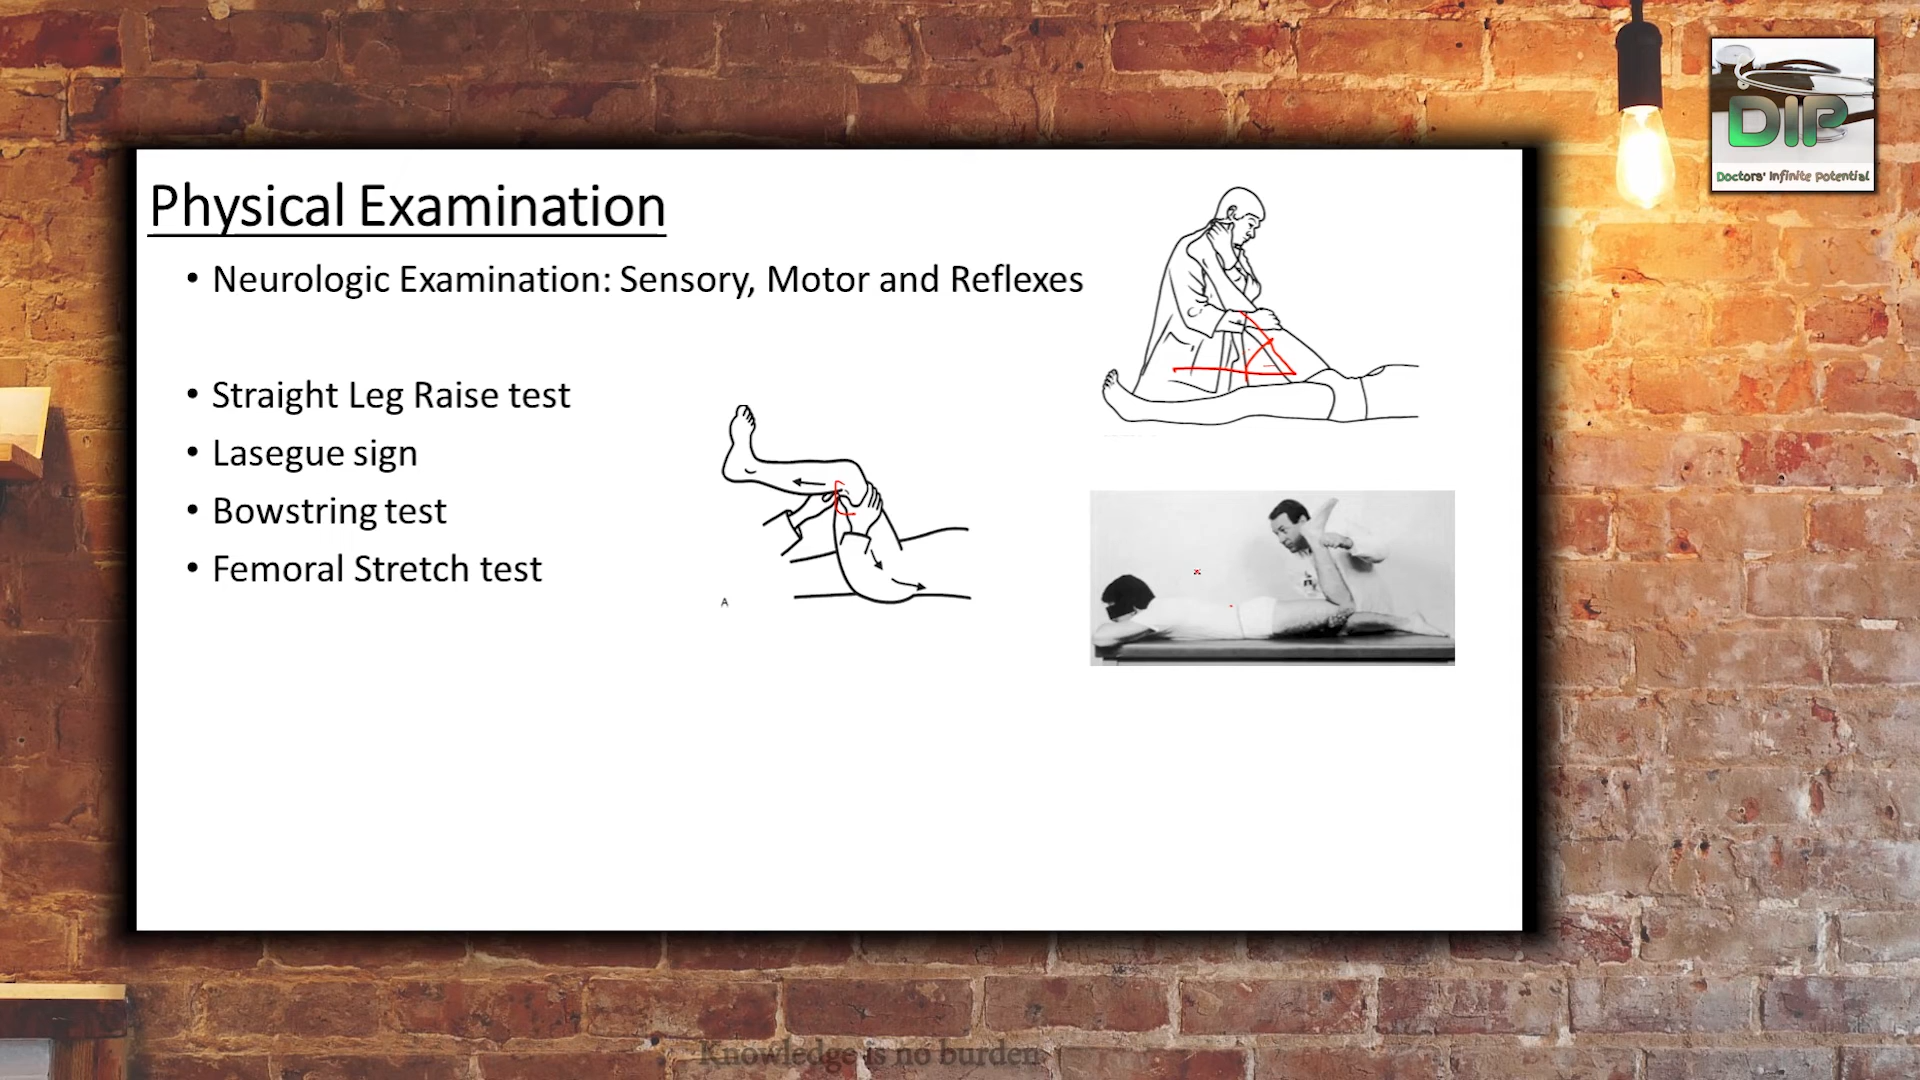 Physical Examination
• Neurologic Examination: Sensory, Motor and Reflexes
• Straight Leg Raise test
• Lasegue sign
• Bowstring test
• Femoral Stretch test
A
DIP
Doctors' Infinite Potential
Knowledge is no burden